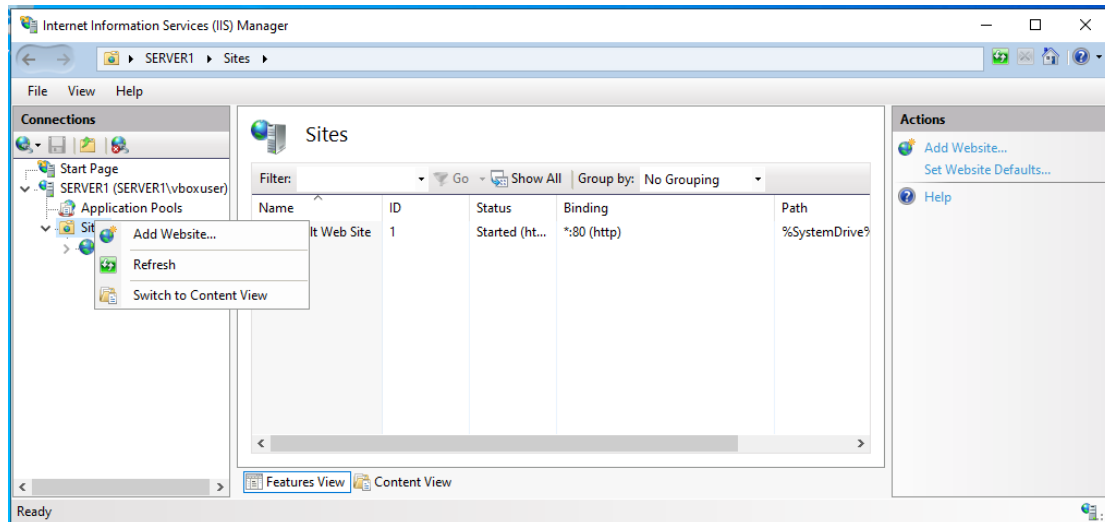 Internet Information Services (IIS) Manager
SERVER1 Sites
File View Help
Connections
Start Page
SERVER1 (SERVER1\vboxuser)
Application Pools
Sit
Add Website...
Refresh
Switch to Content View
Sites
Filter: Go Show All Group by: No Grouping
Name ID Status Binding Path
lt Web Site 1 Started (ht... *:80 (http) %SystemDrive%
Features View Content View
Actions
Add Website...
Set Website Defaults...
Help
Ready